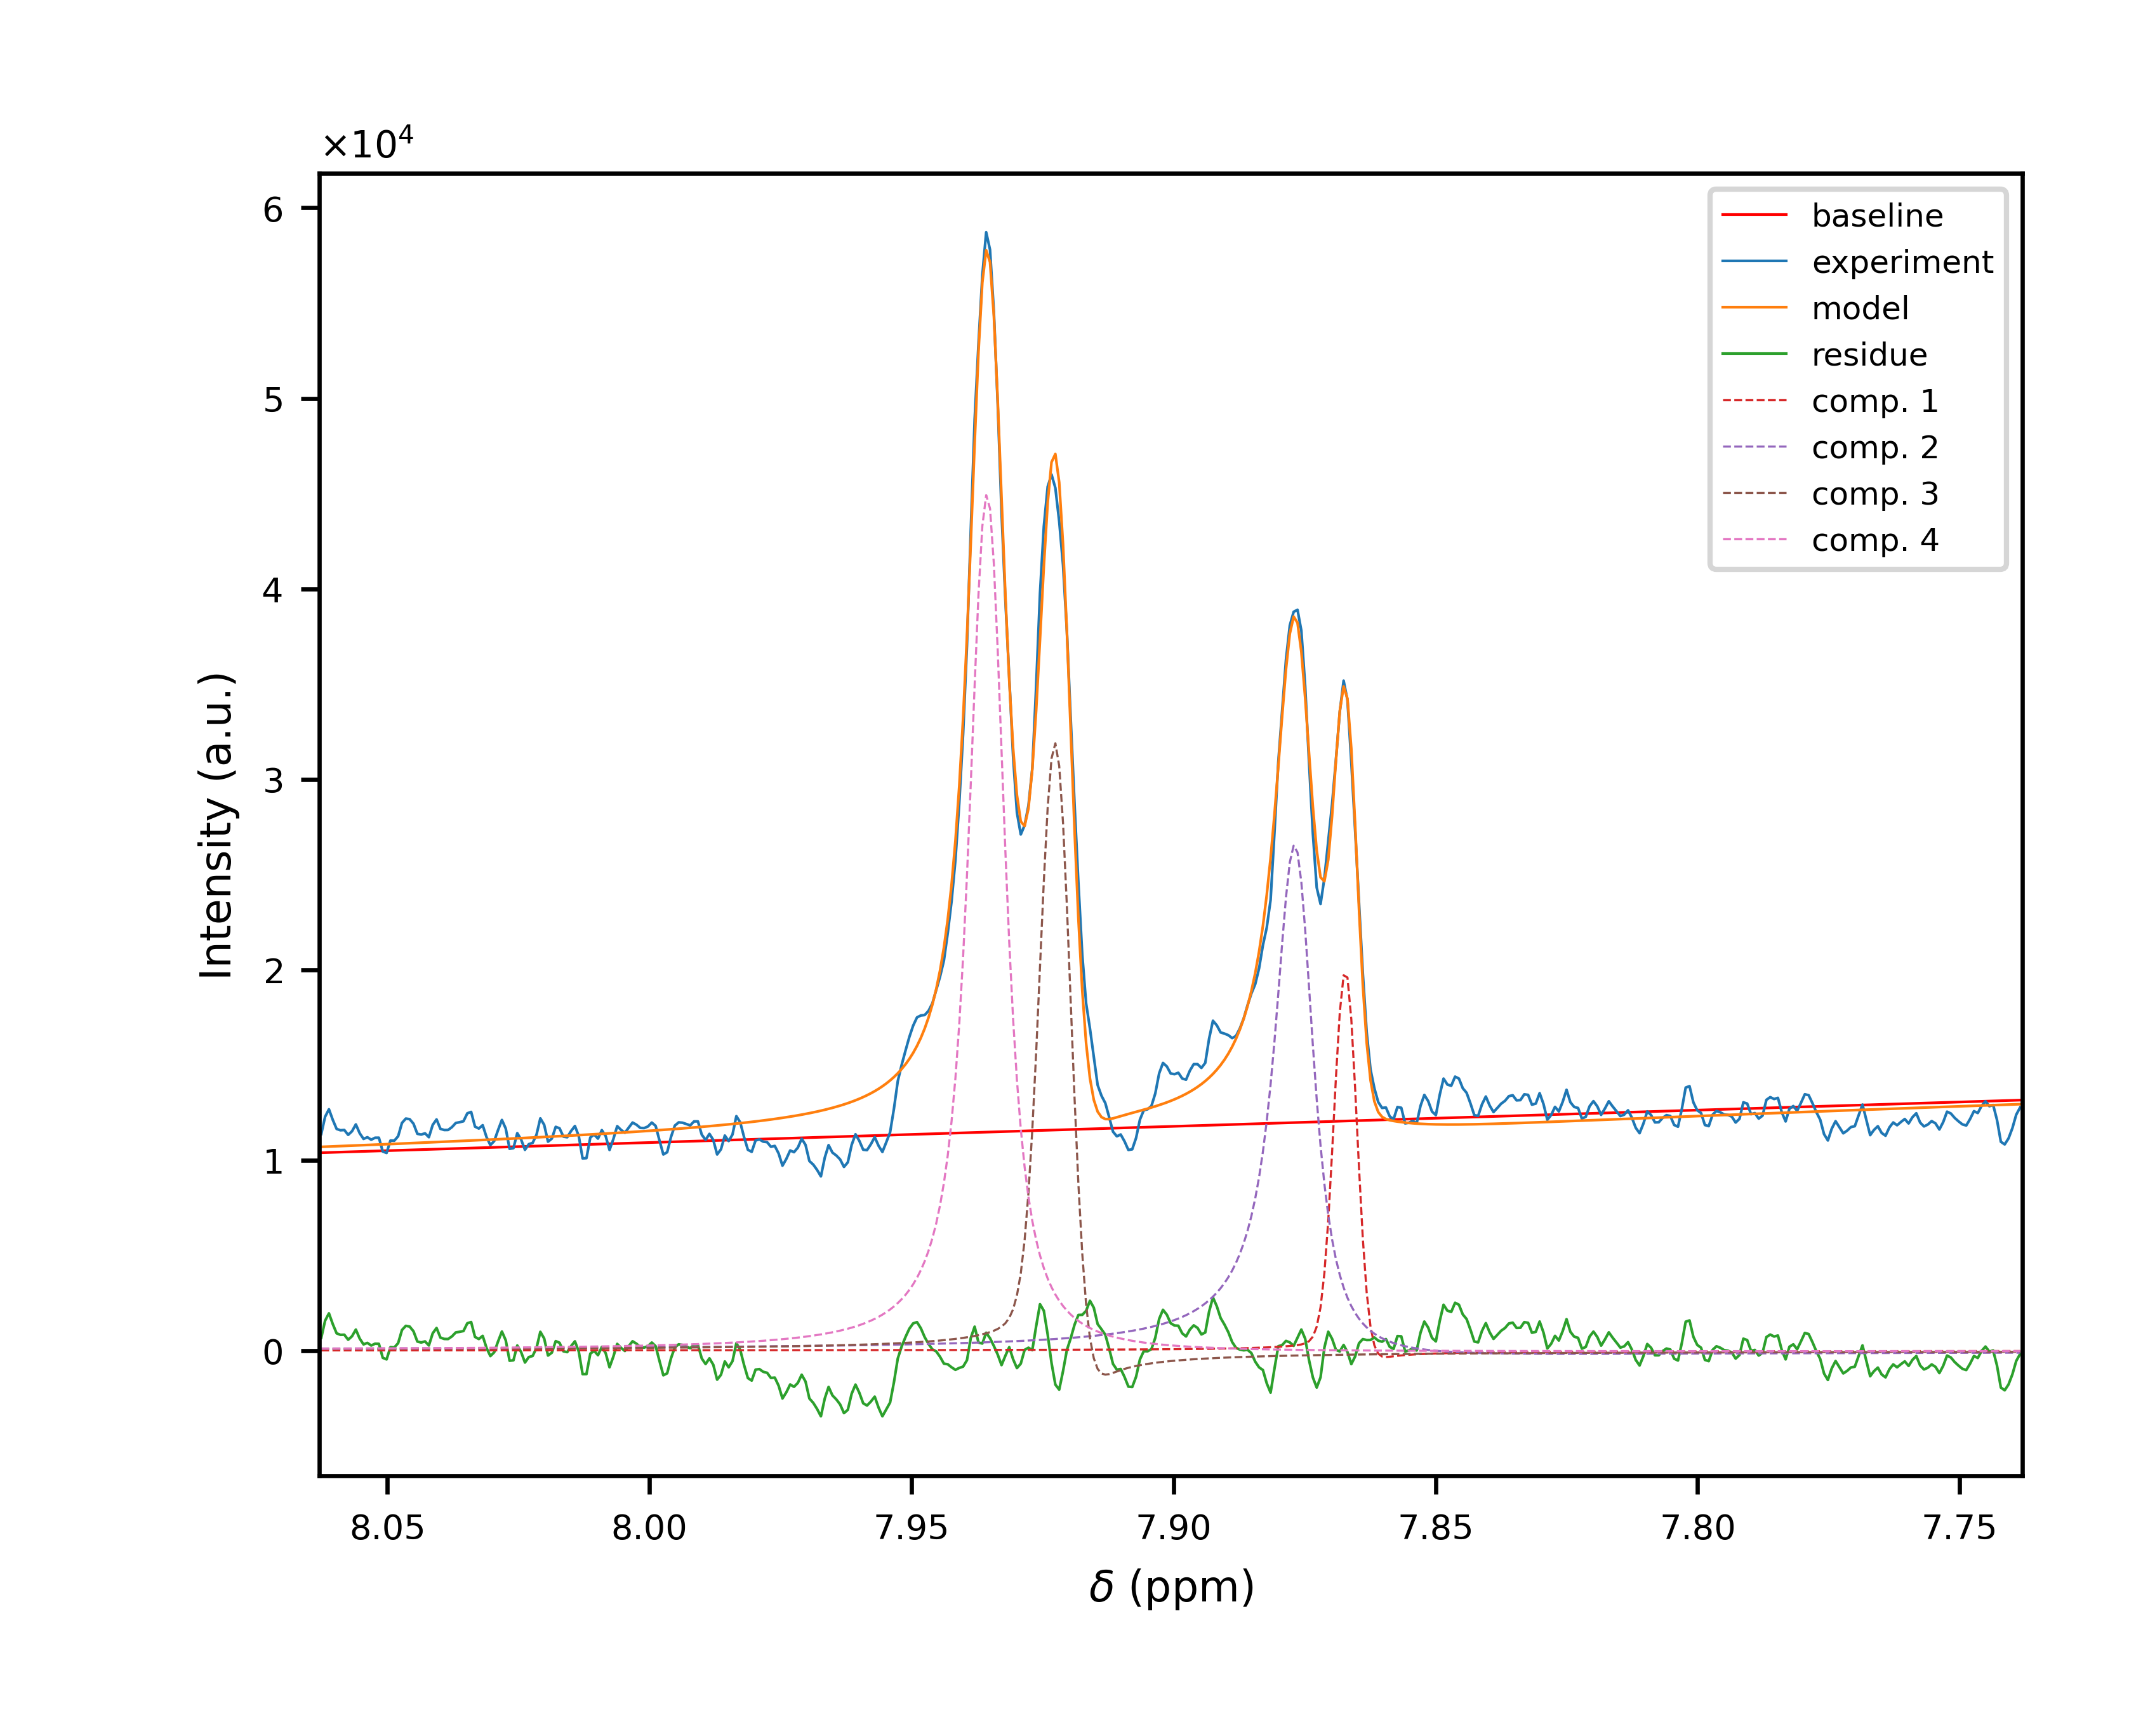 ×10⁴
6
5
4
3
2
1
0
Intensity (a.u.)
baseline
experiment
model
residue
comp. 1
comp. 2
comp. 3
comp. 4
8.05 8.00 7.95 7.90 7.85 7.80 7.75
δ (ppm)